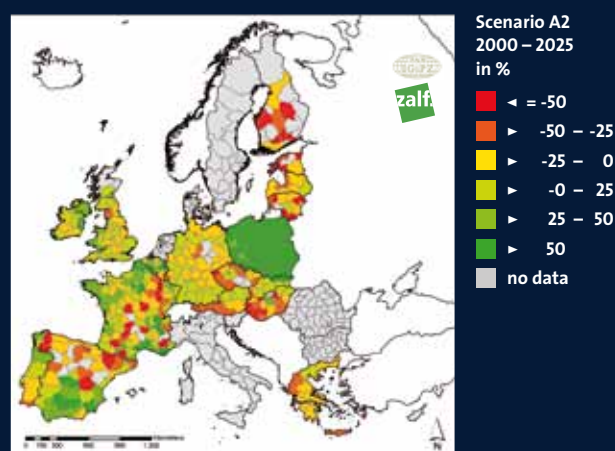 Scenario A2
2000 – 2025
in %
◄ = -50
► -50 – -25
► -25 – 0
► -0 – 25
► 25 – 50
► 50
no data
zalf
N